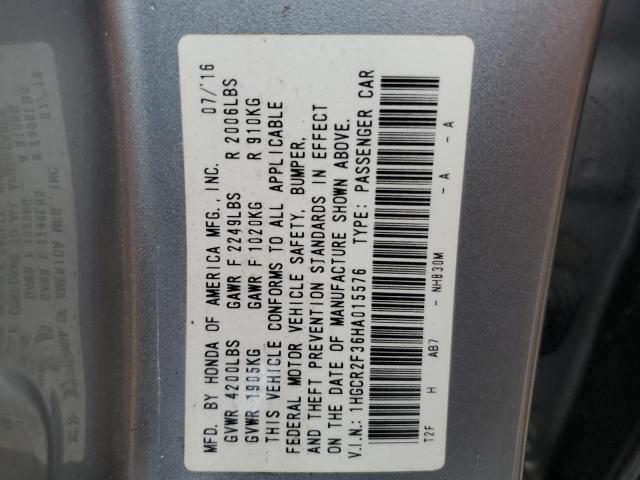 MFD. BY HONDA OF AMERICA MFG., INC. 07/'16
GVWR 4200LBS GAWR F 2249LBS R 2006LBS
GVWR 1905KG GAWR F 1020KG R 910KG
THIS VEHICLE CONFORMS TO ALL APPLICABLE
FEDERAL MOTOR VEHICLE SAFETY, BUMPER,
AND THEFT PREVENTION STANDARDS IN EFFECT
ON THE DATE OF MANUFACTURE SHOWN ABOVE.
V.I.N.: 1HGCR2F36HA015576 TYPE: PASSENGER CAR
T2F H AB7 - NH830M - A - A